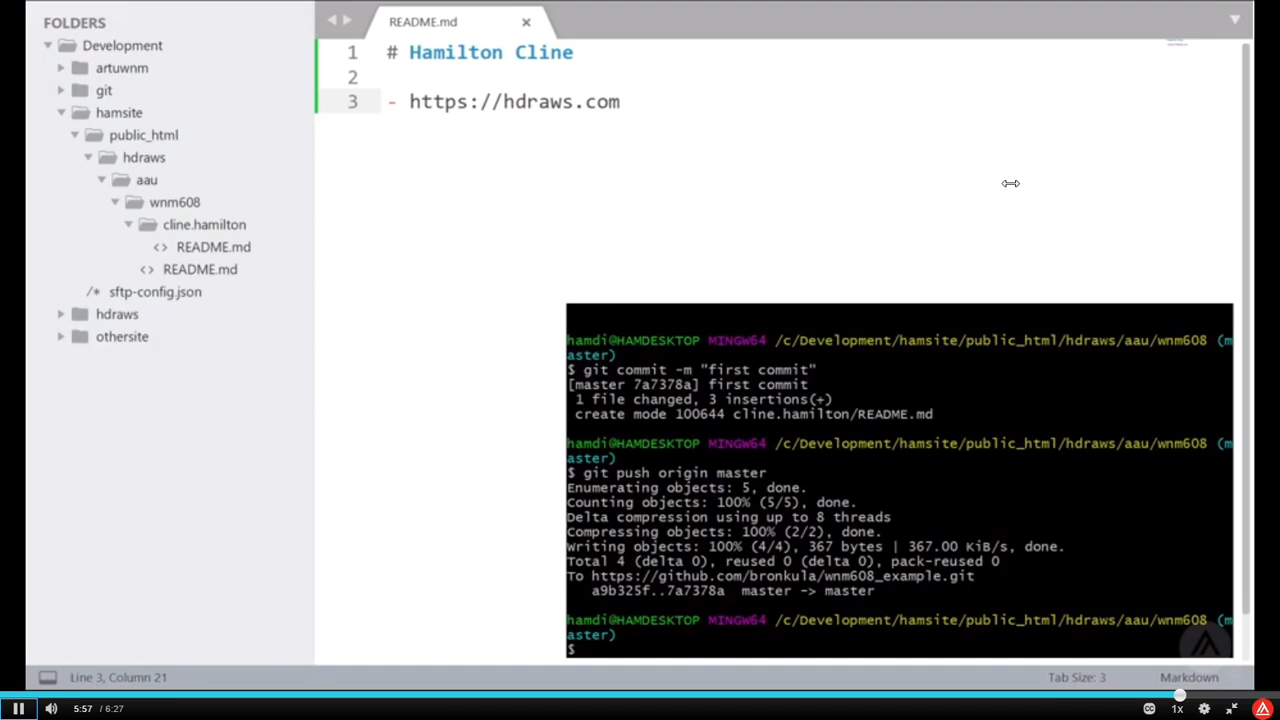 FOLDERS
Development
artuwnm
git
hamsite
public_html
hdraws
aau
wnm608
cline.hamilton
<> README.md
<> README.md
/* sftp-config.json
hdraws
othersite
README.md ×
1 # Hamilton Cline
2
3 - https://hdraws.com
hamdi@HAMDESKTOP MINGW64 /c/Development/hamsite/public_html/hdraws/aau/wnm608 (m
aster)
$ git commit -m "first commit"
[master 7a7378a] first commit
1 file changed, 3 insertions(+)
create mode 100644 cline.hamilton/README.md
hamdi@HAMDESKTOP MINGW64 /c/Development/hamsite/public_html/hdraws/aau/wnm608 (m
aster)
$ git push origin master
Enumerating objects: 5, done.
Counting objects: 100% (5/5), done.
Delta compression using up to 8 threads
Compressing objects: 100% (2/2), done.
Writing objects: 100% (4/4), 367 bytes | 367.00 KiB/s, done.
Total 4 (delta 0), reused 0 (delta 0), pack-reused 0
To https://github.com/bronkula/wnm608_example.git
a9b325f..7a7378a master -> master
hamdi@HAMDESKTOP MINGW64 /c/Development/hamsite/public_html/hdraws/aau/wnm608 (m
aster)
$
Line 3, Column 21
Tab Size: 3
Markdown
5:57 / 6:27
CC
1x